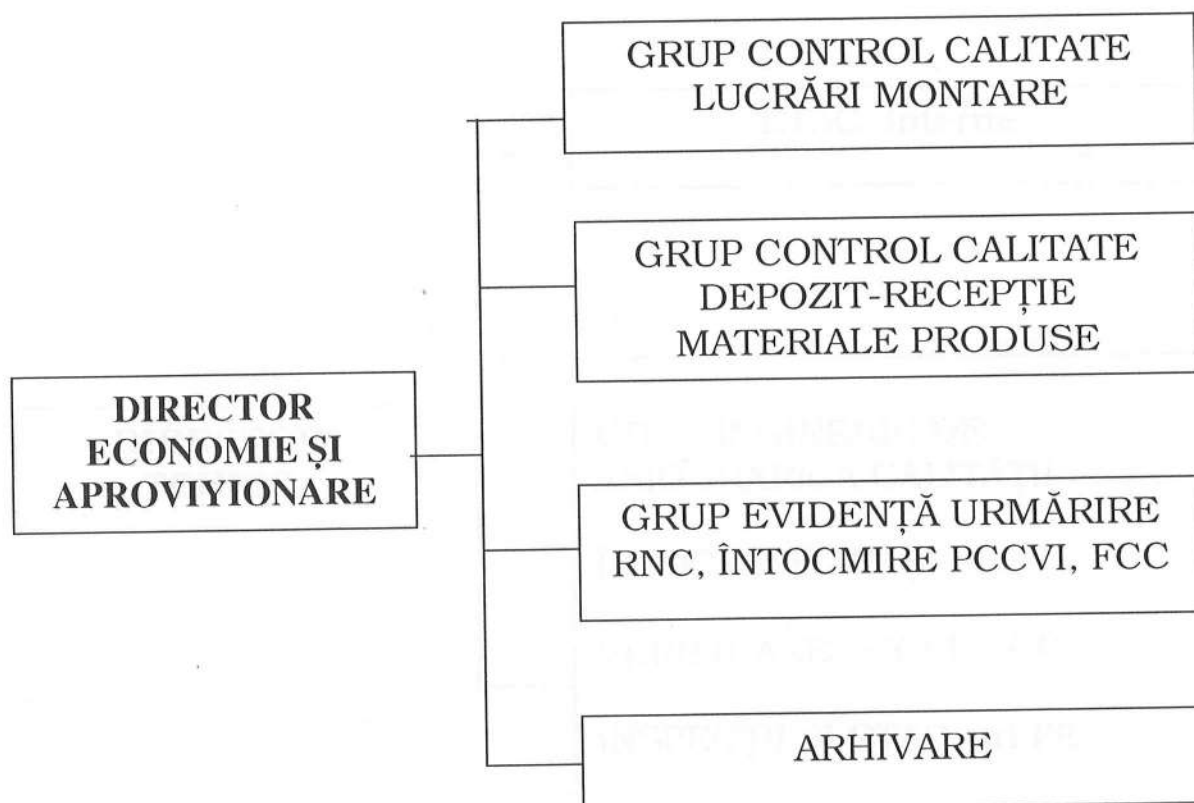 GRUP CONTROL CALITATE
LUCRĂRI MONTARE
GRUP CONTROL CALITATE
DEPOZIT-RECEPȚIE
MATERIALE PRODUSE
DIRECTOR
ECONOMIE ȘI
APROVIYIONARE
GRUP EVIDENȚĂ URMĂRIRE
RNC, ÎNTOCMIRE PCCVI, FCC
ARHIVARE